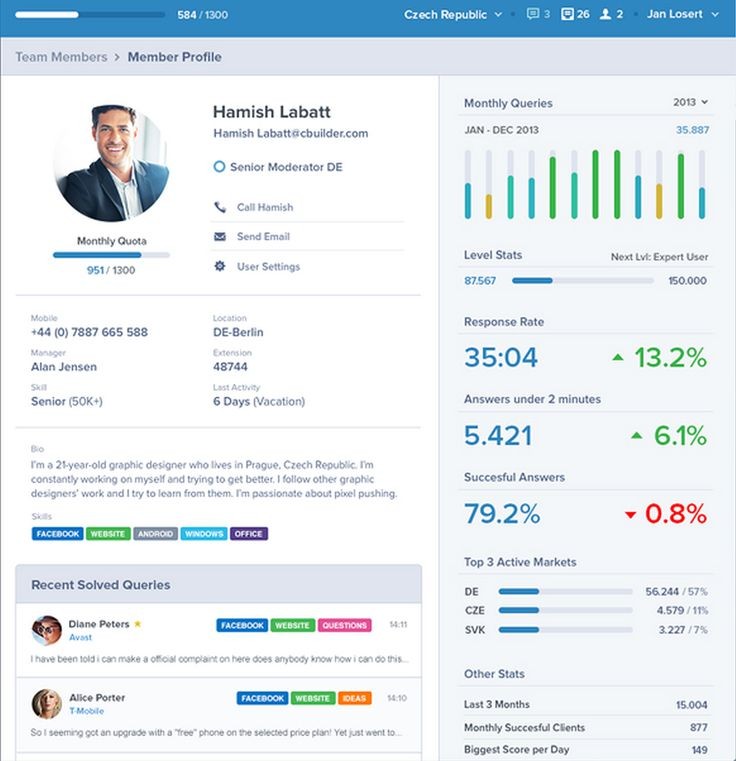 584 / 1300
Czech Republic
3
26
2
Jan Losert
Team Members > Member Profile
Hamish Labatt
Hamish Labatt@cbuilder.com
Senior Moderator DE
Call Hamish
Send Email
User Settings
Monthly Quota
951 / 1300
Mobile
+44 (0) 7887 665 588
Location
DE-Berlin
Manager
Alan Jensen
Extension
48744
Skill
Senior (50K+)
Last Activity
6 Days (Vacation)
Bio
I'm a 21-year-old graphic designer who lives in Prague, Czech Republic. I'm
constantly working on myself and trying to get better. I follow other graphic
designers' work and I try to learn from them. I'm passionate about pixel pushing.
Skills
FACEBOOK WEBSITE ANDROID WINDOWS OFFICE
Recent Solved Queries
Diane Peters
Avast
FACEBOOK WEBSITE QUESTIONS 14:11
I have been told i can make a official complaint on here does anybody know how i can do this...
Alice Porter
T-Mobile
FACEBOOK WEBSITE IDEAS 14:10
So I seeming got an upgrade with a "free" phone on the selected price plan! Yet just went to...
Monthly Queries 2013
JAN - DEC 2013 35.887
Level Stats Next Lvl: Expert User
87.567 150.000
Response Rate
35:04 13.2%
Answers under 2 minutes
5.421 6.1%
Succesful Answers
79.2% 0.8%
Top 3 Active Markets
DE 56.244 / 57%
CZE 4.579 / 11%
SVK 3.227 / 7%
Other Stats
Last 3 Months 15.004
Monthly Succesful Clients 877
Biggest Score per Day 149